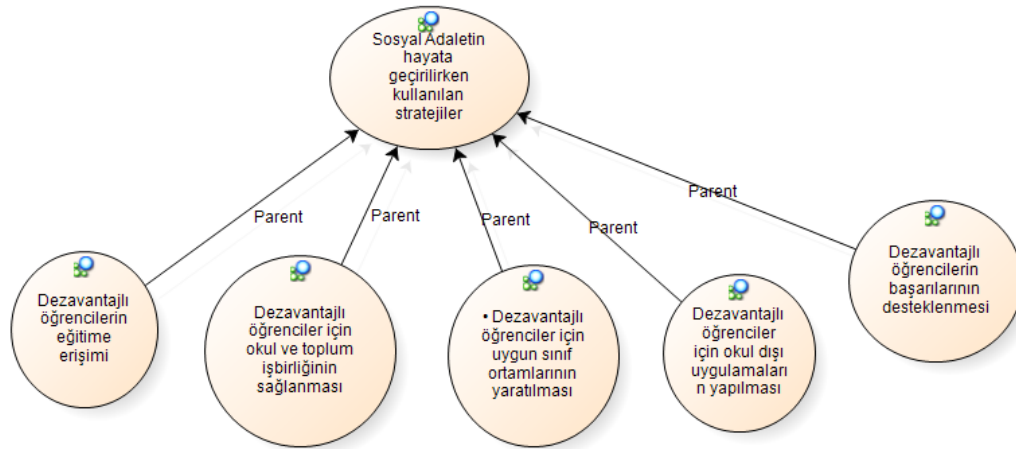 Sosyal Adaletin
hayata
geçirilirken
kullanılan
stratejiler
Parent
Parent
Parent
Parent
Parent
Dezavantajlı
öğrencilerin
eğitime
erişimi
Dezavantajlı
öğrenciler için
okul ve toplum
işbirliğinin
sağlanması
• Dezavantajlı
öğrenciler için
uygun sınıf
ortamlarının
yaratılması
Dezavantajlı
öğrenciler
için okul dışı
uygulamaları
n yapılması
Dezavantajlı
öğrencilerin
başarılarının
desteklenmesi